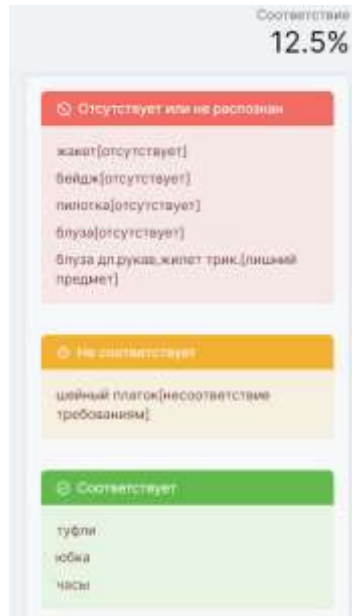 Соответствие
12.5%
Отсутствует или не распознан
жакет[отсутствует]
бейдж[отсутствует]
пилотка[отсутствует]
блуза[отсутствует]
блуза дл.рукав,жилет трик.[лишний
предмет]
Не соответствует
шейный платок[несоответствие
требованиям]
Соответствует
туфли
юбка
часы